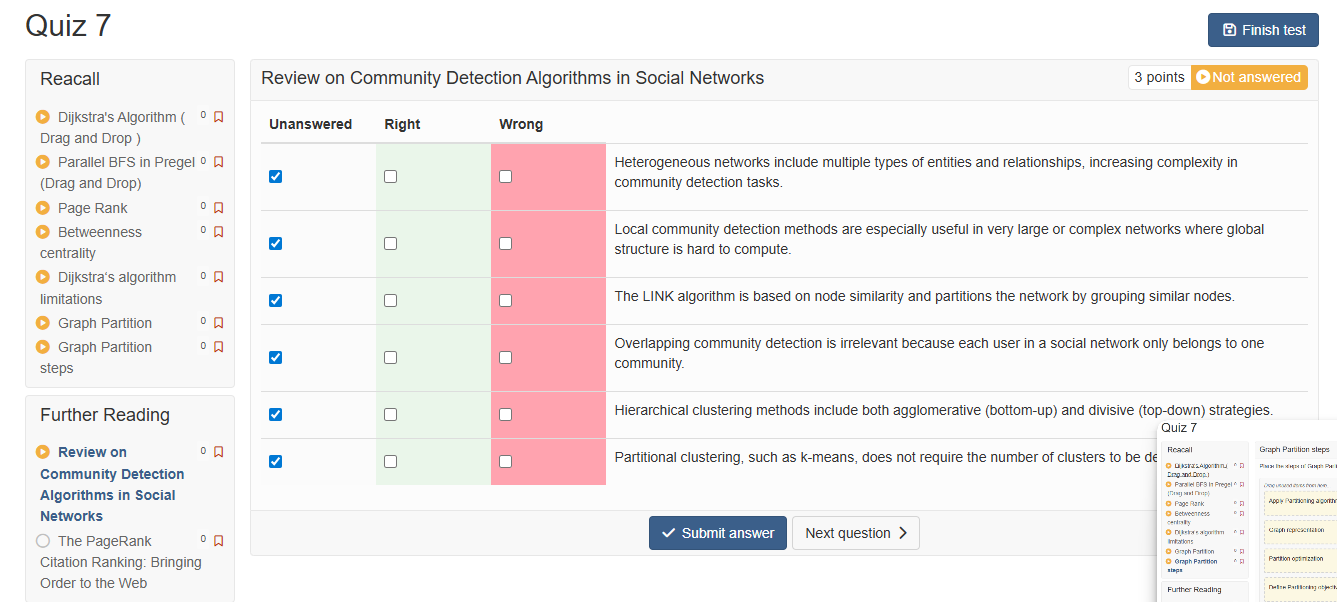 Quiz 7
Finish test
Reacall
Dijkstra's Algorithm ( 0
Drag and Drop )
Parallel BFS in Pregel 0
(Drag and Drop)
Page Rank 0
Betweenness 0
centrality
Dijkstra's algorithm 0
limitations
Graph Partition 0
Graph Partition 0
steps
Further Reading
Review on 0
Community Detection
Algorithms in Social
Networks
The PageRank 0
Citation Ranking: Bringing
Order to the Web
Review on Community Detection Algorithms in Social Networks
3 points Not answered
Unanswered Right Wrong
Heterogeneous networks include multiple types of entities and relationships, increasing complexity in
community detection tasks.
Local community detection methods are especially useful in very large or complex networks where global
structure is hard to compute.
The LINK algorithm is based on node similarity and partitions the network by grouping similar nodes.
Overlapping community detection is irrelevant because each user in a social network only belongs to one
community.
Hierarchical clustering methods include both agglomerative (bottom-up) and divisive (top-down) strategies.
Partitional clustering, such as k-means, does not require the number of clusters to be de
Submit answer
Next question
Quiz 7
Reacall
Dijkstra's Algorithm (
Drag and Drop )
Parallel BFS in Pregel
(Drag and Drop)
Page Rank
Betweenness
centrality
Dijkstra's algorithm
limitations
Graph Partition
Graph Partition
steps
Further Reading
Graph Partition steps
Place the steps of Graph Parti
Drag unused items from here.
Apply Partitioning algorithm
Graph representation
Partition optimization
Define Partitioning objectiv